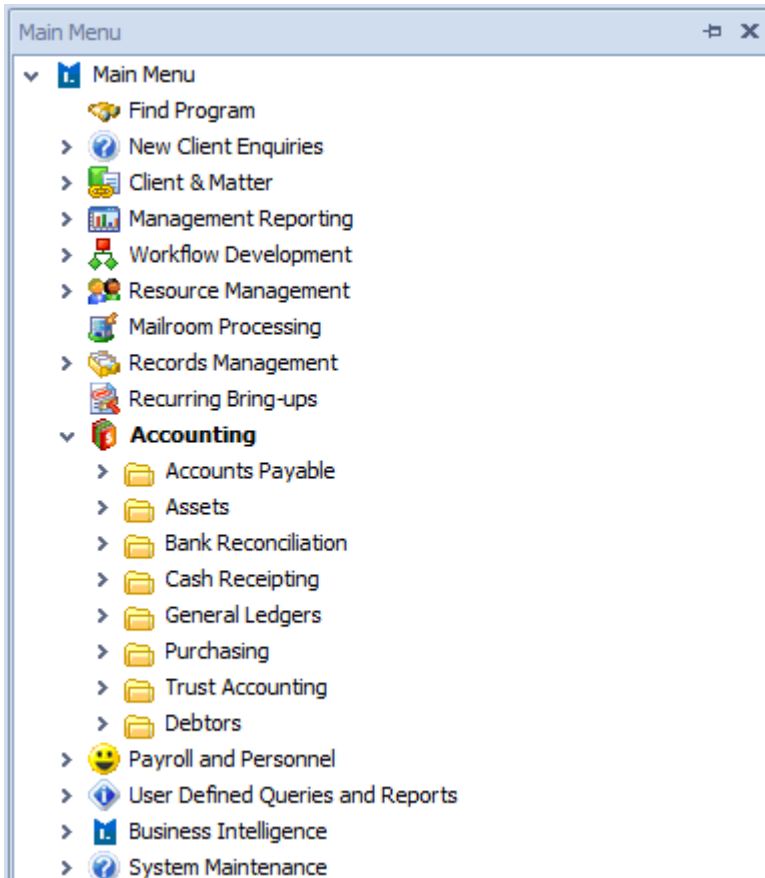 Main Menu
Main Menu
Find Program
New Client Enquiries
Client & Matter
Management Reporting
Workflow Development
Resource Management
Mailroom Processing
Records Management
Recurring Bring-ups
Accounting
Accounts Payable
Assets
Bank Reconciliation
Cash Receipting
General Ledgers
Purchasing
Trust Accounting
Debtors
Payroll and Personnel
User Defined Queries and Reports
Business Intelligence
System Maintenance